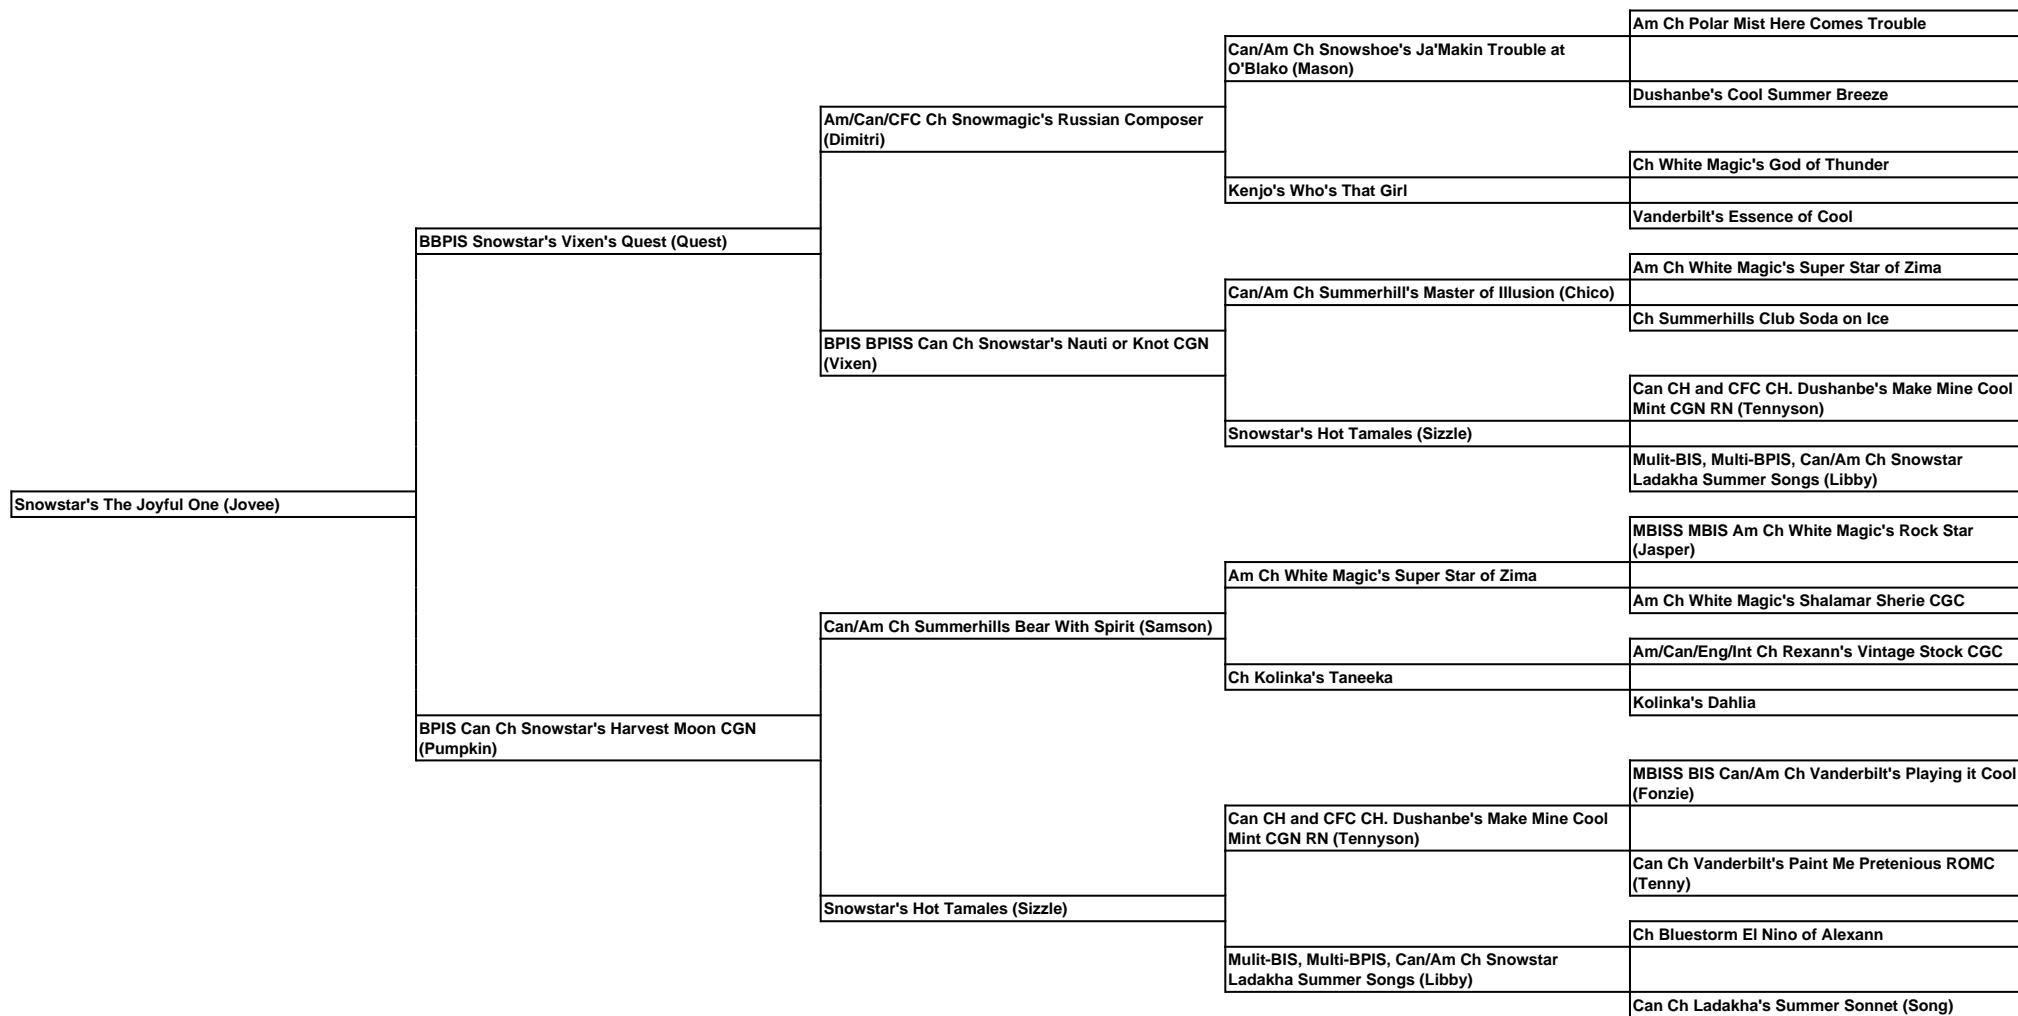 Am Ch Polar Mist Here Comes Trouble
Can/Am Ch Snowshoe's Ja'Makin Trouble at
O'Blako (Mason)
Dushanbe's Cool Summer Breeze
Am/Can/CFC Ch Snowmagic's Russian Composer
(Dimitri)
Ch White Magic's God of Thunder
Kenjo's Who's That Girl
Vanderbilt's Essence of Cool
BBPIS Snowstar's Vixen's Quest (Quest)
Am Ch White Magic's Super Star of Zima
Can/Am Ch Summerhill's Master of Illusion (Chico)
Ch Summerhills Club Soda on Ice
BPIS BPISS Can Ch Snowstar's Nauti or Knot CGN
(Vixen)
Can CH and CFC CH. Dushanbe's Make Mine Cool
Mint CGN RN (Tennyson)
Snowstar's Hot Tamales (Sizzle)
Mulit-BIS, Multi-BPIS, Can/Am Ch Snowstar
Ladakha Summer Songs (Libby)
Snowstar's The Joyful One (Jovee)
MBISS MBIS Am Ch White Magic's Rock Star
(Jasper)
Am Ch White Magic's Super Star of Zima
Am Ch White Magic's Shalamar Sherie CGC
Can/Am Ch Summerhills Bear With Spirit (Samson)
Am/Can/Eng/Int Ch Rexann's Vintage Stock CGC
Ch Kolinka's Taneeka
Kolinka's Dahlia
BPIS Can Ch Snowstar's Harvest Moon CGN
(Pumpkin)
MBISS BIS Can/Am Ch Vanderbilt's Playing it Cool
(Fonzie)
Can CH and CFC CH. Dushanbe's Make Mine Cool
Mint CGN RN (Tennyson)
Can Ch Vanderbilt's Paint Me Pretenious ROMC
(Tenny)
Snowstar's Hot Tamales (Sizzle)
Ch Bluestorm El Nino of Alexann
Mulit-BIS, Multi-BPIS, Can/Am Ch Snowstar
Ladakha Summer Songs (Libby)
Can Ch Ladakha's Summer Sonnet (Song)